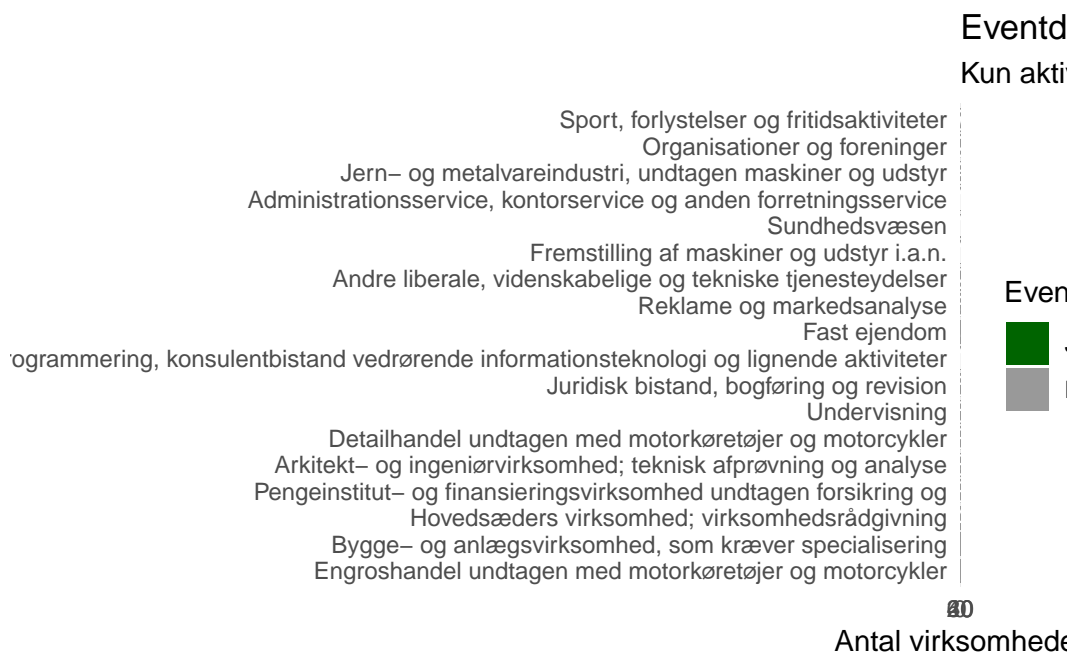 Eventd
Kun akti
Sport, forlystelser og fritidsaktiviteter
Organisationer og foreninger
Jern− og metalvareindustri, undtagen maskiner og udstyr
Administrationsservice, kontorservice og anden forretningsservice
Sundhedsvæsen
Fremstilling af maskiner og udstyr i.a.n.
Andre liberale, videnskabelige og tekniske tjenesteydelser
Reklame og markedsanalyse
Fast ejendom
rogrammering, konsulentbistand vedrørende informationsteknologi og lignende aktiviteter
Juridisk bistand, bogføring og revision
Undervisning
Detailhandel undtagen med motorkøretøjer og motorcykler
Arkitekt− og ingeniørvirksomhed; teknisk afprøvning og analyse
Pengeinstitut− og finansieringsvirksomhed undtagen forsikring og
Hovedsæders virksomhed; virksomhedsrådgivning
Bygge− og anlægsvirksomhed, som kræver specialisering
Engroshandel undtagen med motorkøretøjer og motorcykler
Antal virksomhede
Even